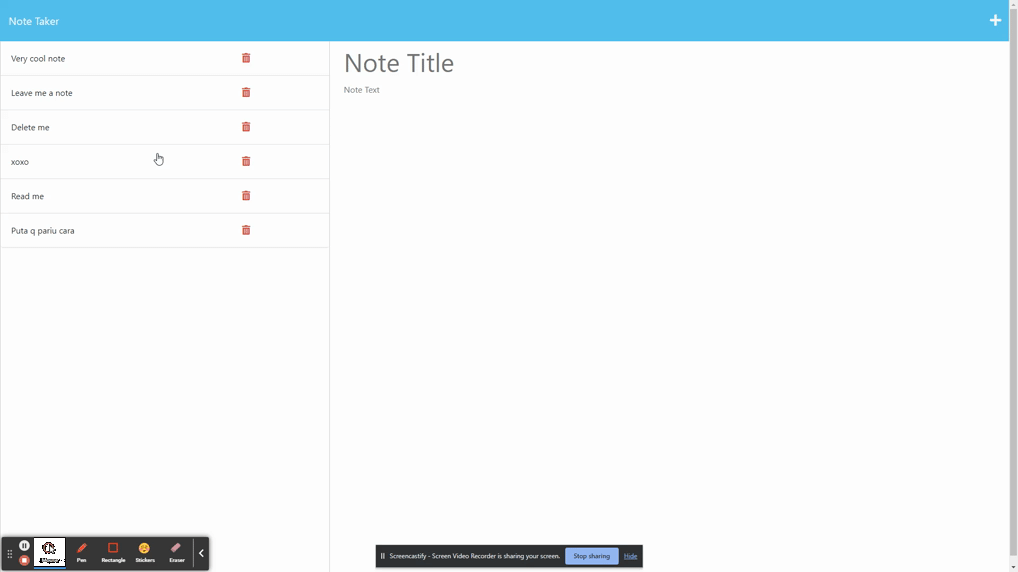 Note Taker
Very cool note
Leave me a note
Delete me
xoxo
Read me
Puta q pariu cara
Note Title
Note Text
Pen
Rectangle
Stickers
Eraser
Screencastify - Screen Video Recorder is sharing your screen.
Stop sharing
Hide